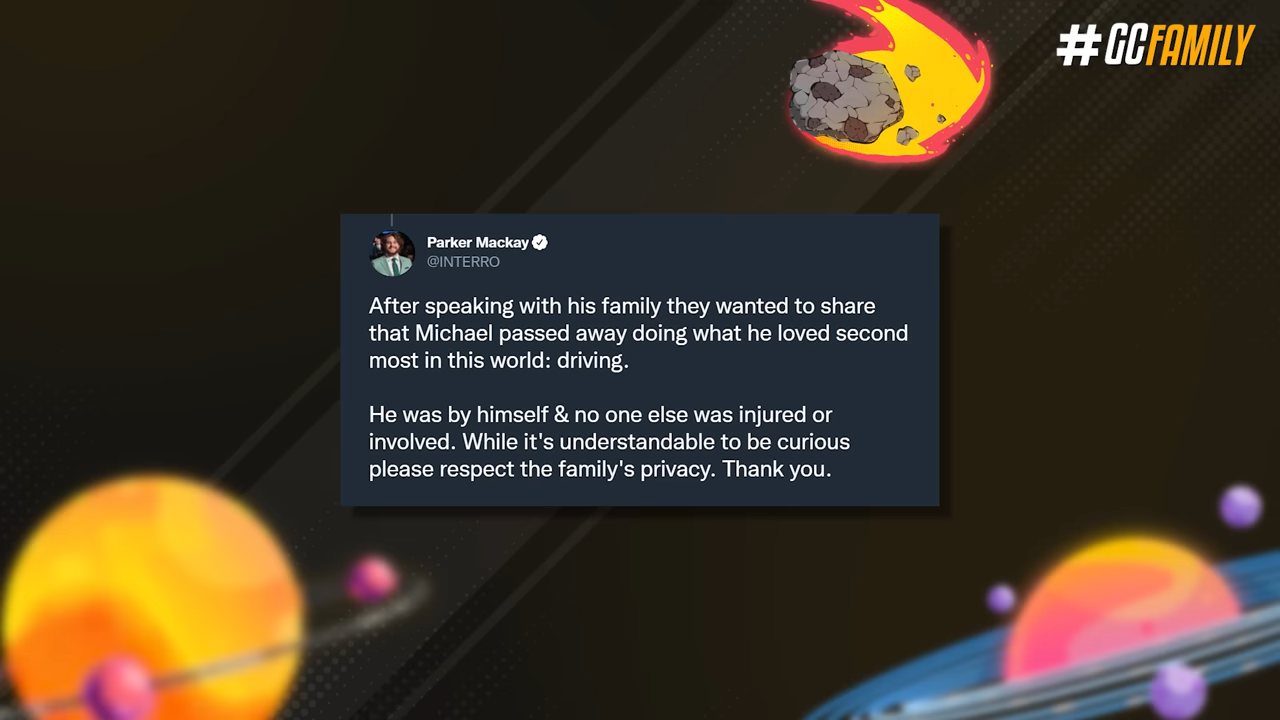 #GCFAMILY
Parker Mackay
@INTERRO
After speaking with his family they wanted to share
that Michael passed away doing what he loved second
most in this world: driving.
He was by himself & no one else was injured or
involved. While it's understandable to be curious
please respect the family's privacy. Thank you.